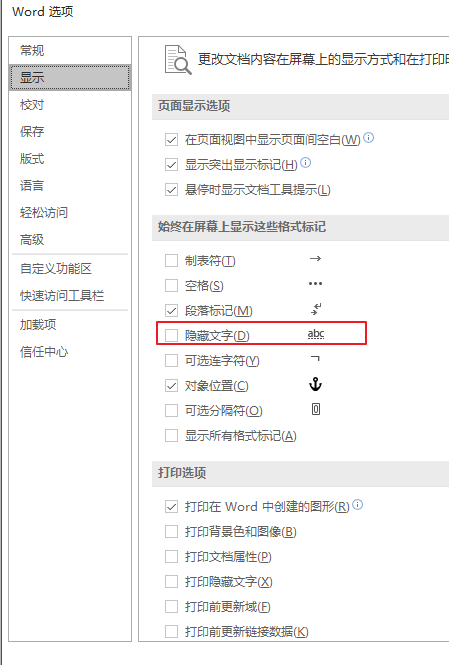 Word 选项
常规
显示
校对
保存
版式
语言
轻松访问
高级
自定义功能区
快速访问工具栏
加载项
信任中心
更改文档内容在屏幕上的显示方式和在打印时
页面显示选项
在页面视图中显示页面间空白(W)
显示突出显示标记(H)
悬停时显示文档工具提示(L)
始终在屏幕上显示这些格式标记
制表符(T) →
空格(S) •••
段落标记(M)
隐藏文字(D) abc
可选连字符(Y) ¬
对象位置(C)
可选分隔符(O)
显示所有格式标记(A)
打印选项
打印在 Word 中创建的图形(R)
打印背景色和图像(B)
打印文档属性(P)
打印隐藏文字(X)
打印前更新域(F)
打印前更新链接数据(K)